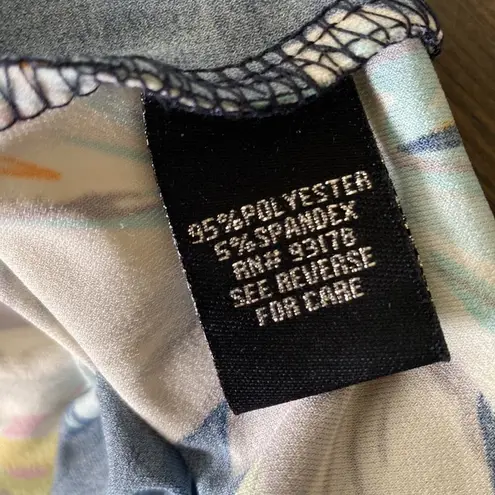 95%POLYESTER
5%SPANDEX
RN# 93178
SEE REVERSE
FOR CARE